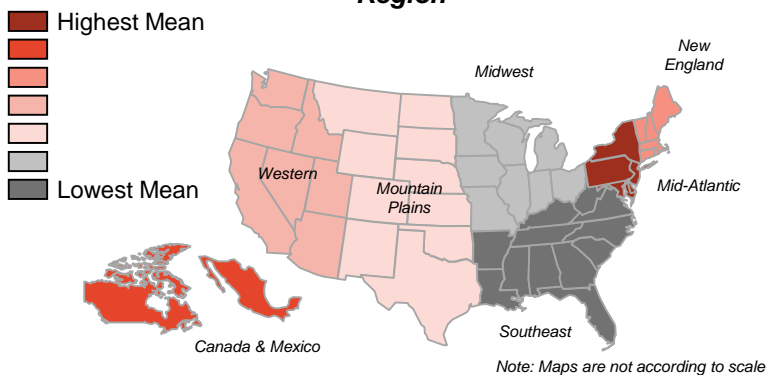 Region
Highest Mean
Lowest Mean
New
England
Midwest
Western
Mountain
Plains
Mid-Atlantic
Southeast
Canada & Mexico
Note: Maps are not according to scale